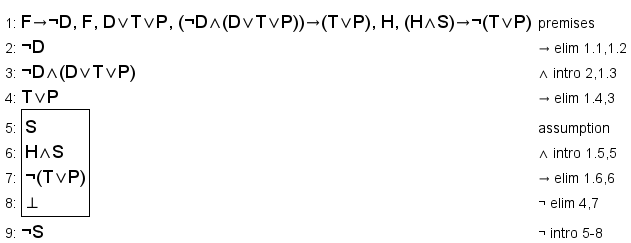 1: F→¬D, F, D∨T∨P, (¬D∧(D∨T∨P))→(T∨P), H, (H∧S)→¬(T∨P) premises
2: ¬D → elim 1.1,1.2
3: ¬D∧(D∨T∨P) ∧ intro 2,1.3
4: T∨P → elim 1.4,3
5: S assumption
6: H∧S ∧ intro 1.5,5
7: ¬(T∨P) → elim 1.6,6
8: ⊥ ¬ elim 4,7
9: ¬S ¬ intro 5-8